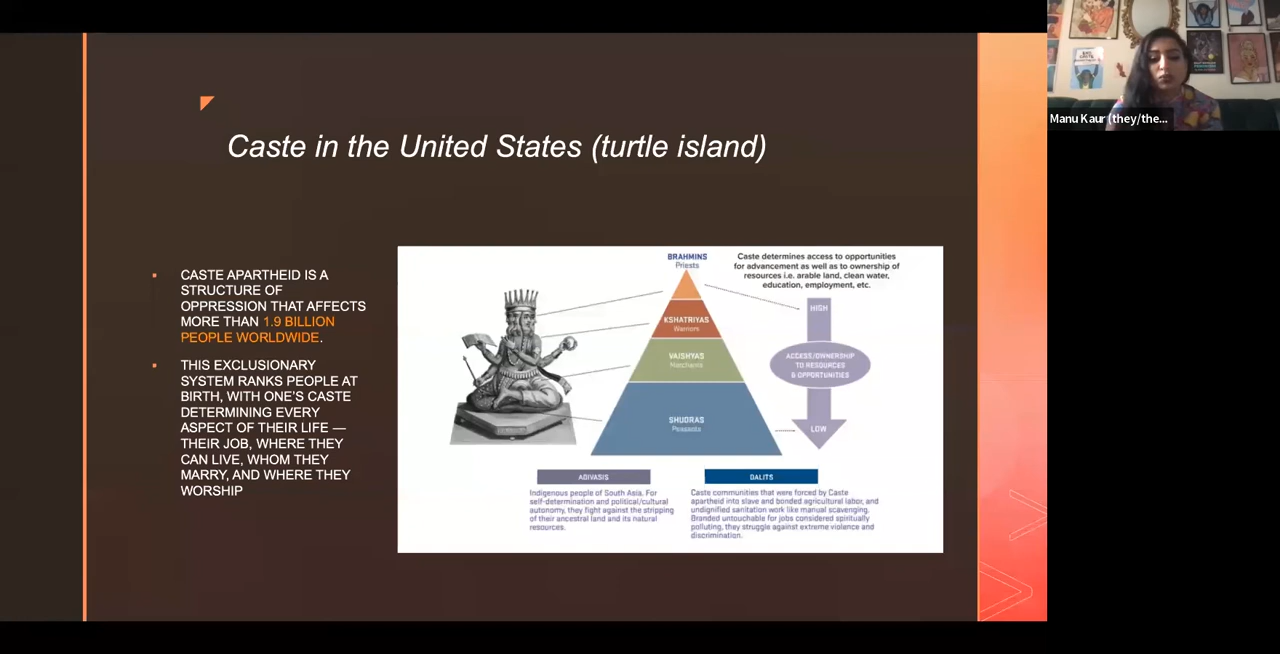 Caste in the United States (turtle island)
CASTE APARTHEID IS A
STRUCTURE OF
OPPRESSION THAT AFFECTS
MORE THAN 1.9 BILLION
PEOPLE WORLDWIDE.
THIS EXCLUSIONARY
SYSTEM RANKS PEOPLE AT
BIRTH, WITH ONE'S CASTE
DETERMINING EVERY
ASPECT OF THEIR LIFE —
THEIR JOB, WHERE THEY
CAN LIVE, WHOM THEY
MARRY, AND WHERE THEY
WORSHIP
BRAHMINS
Priests
KSHATRIYAS
Warriors
VAISHYAS
Merchants
SHUDRAS
Peasants
Caste determines access to opportunities
for advancement as well as to ownership of
resources i.e. arable land, clean water,
education, employment, etc.
HIGH
ACCESS/OWNERSHIP
TO RESOURCES
& OPPORTUNITIES
LOW
ADIVASIS
Indigenous people of South Asia. For
self-determination and political/cultural
autonomy, they fight against the stripping
of their ancestral land and its natural
resources.
DALITS
Caste communities that were forced by Caste
apartheid into slave and bonded agricultural labor, and
undignified sanitation work like manual scavenging.
Branded untouchable for jobs considered spiritually
polluting, they struggle against extreme violence and
discrimination.
Manu Kaur (they/the...